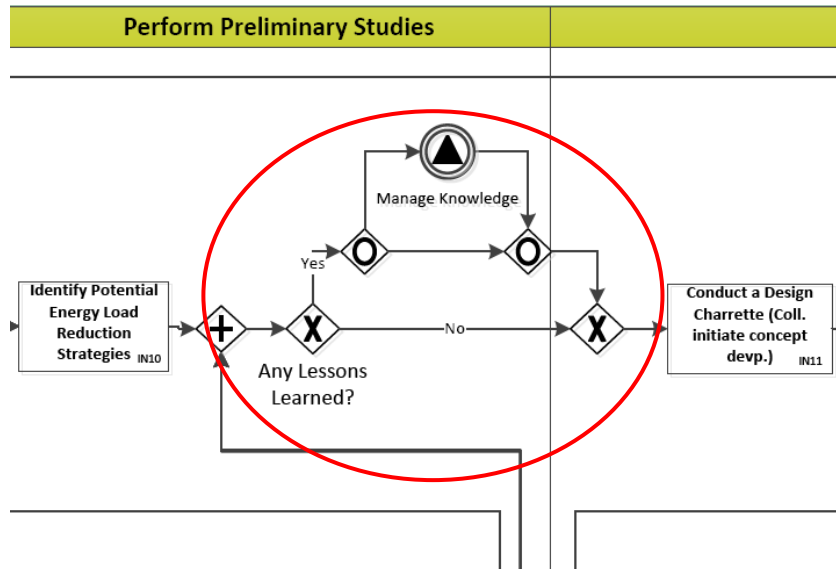 Perform Preliminary Studies
Manage Knowledge
Yes
Identify Potential
Energy Load
Reduction
Strategies IN10
No
Any Lessons
Learned?
Conduct a Design
Charrette (Coll.
initiate concept
devp.) IN11